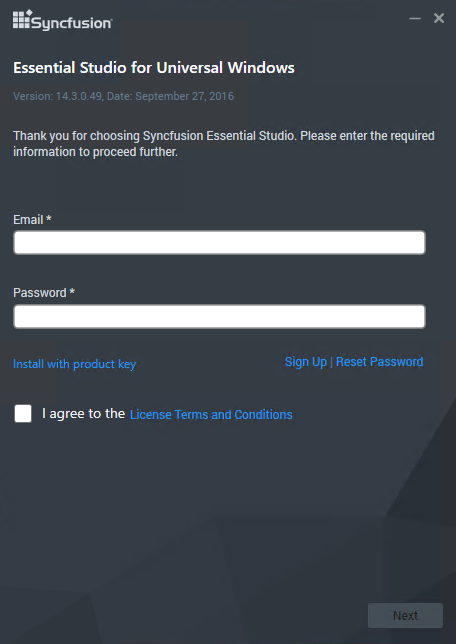 Syncfusion
Essential Studio for Universal Windows
Version: 14.3.0.49, Date: September 27, 2016
Thank you for choosing Syncfusion Essential Studio. Please enter the required
information to proceed further.
Email *
Password *
Install with product key
Sign Up | Reset Password
I agree to the License Terms and Conditions
Next